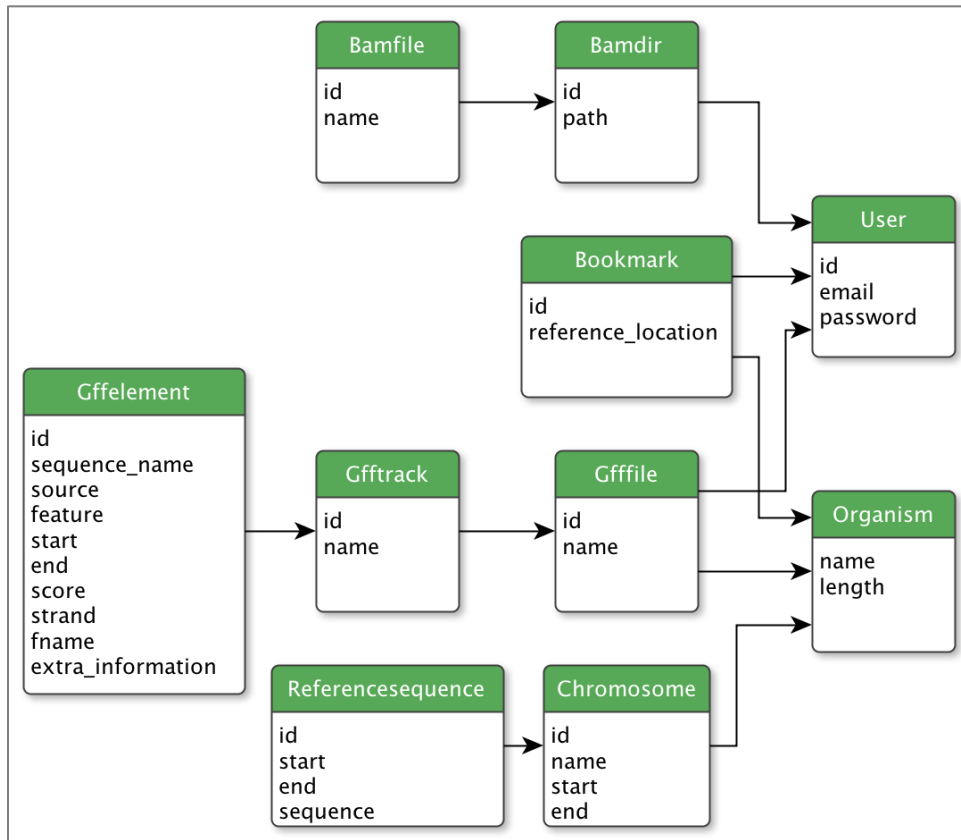 Bamfile
id
name
Bamdir
id
path
User
id
email
password
Bookmark
id
reference_location
Gffelement
id
sequence_name
source
feature
start
end
score
strand
fname
extra_information
Gfftrack
id
name
Gfffile
id
name
Organism
name
length
Referencesequence
id
start
end
sequence
Chromosome
id
name
start
end